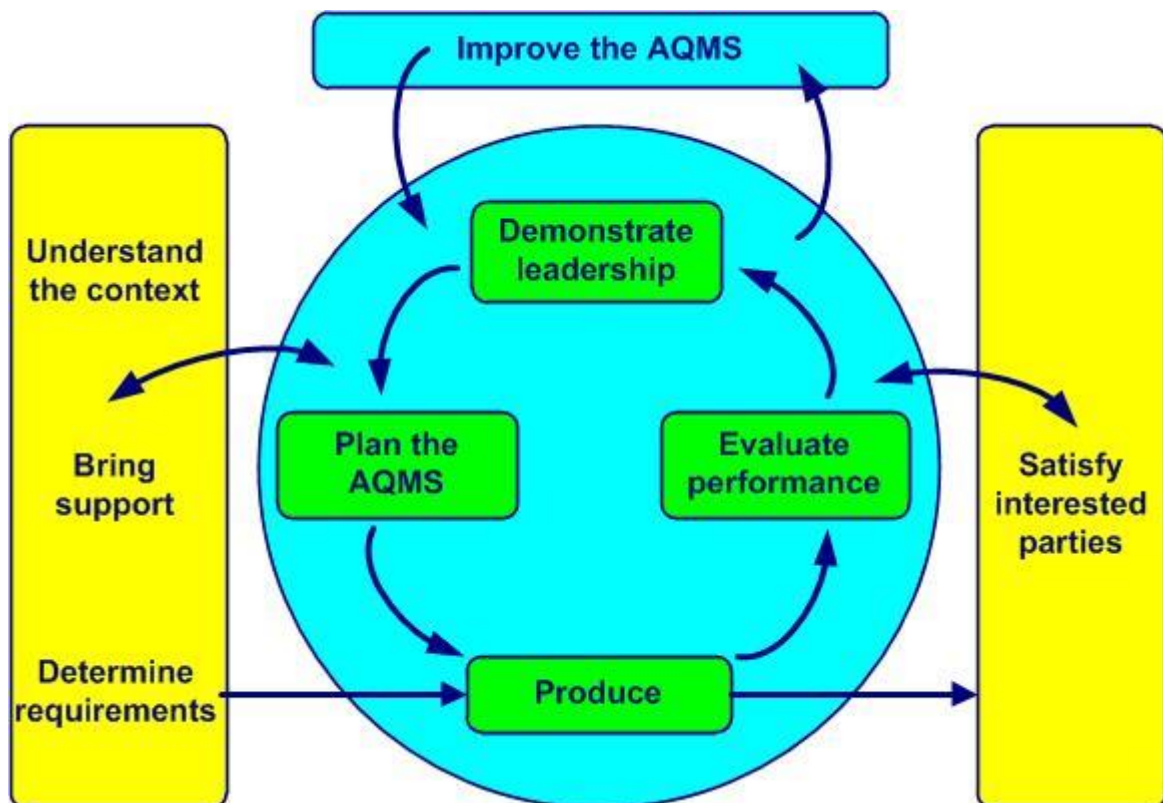 Improve the AQMS
Understand
the context
Bring
support
Determine
requirements
Demonstrate
leadership
Plan the
AQMS
Evaluate
performance
Produce
Satisfy
interested
parties